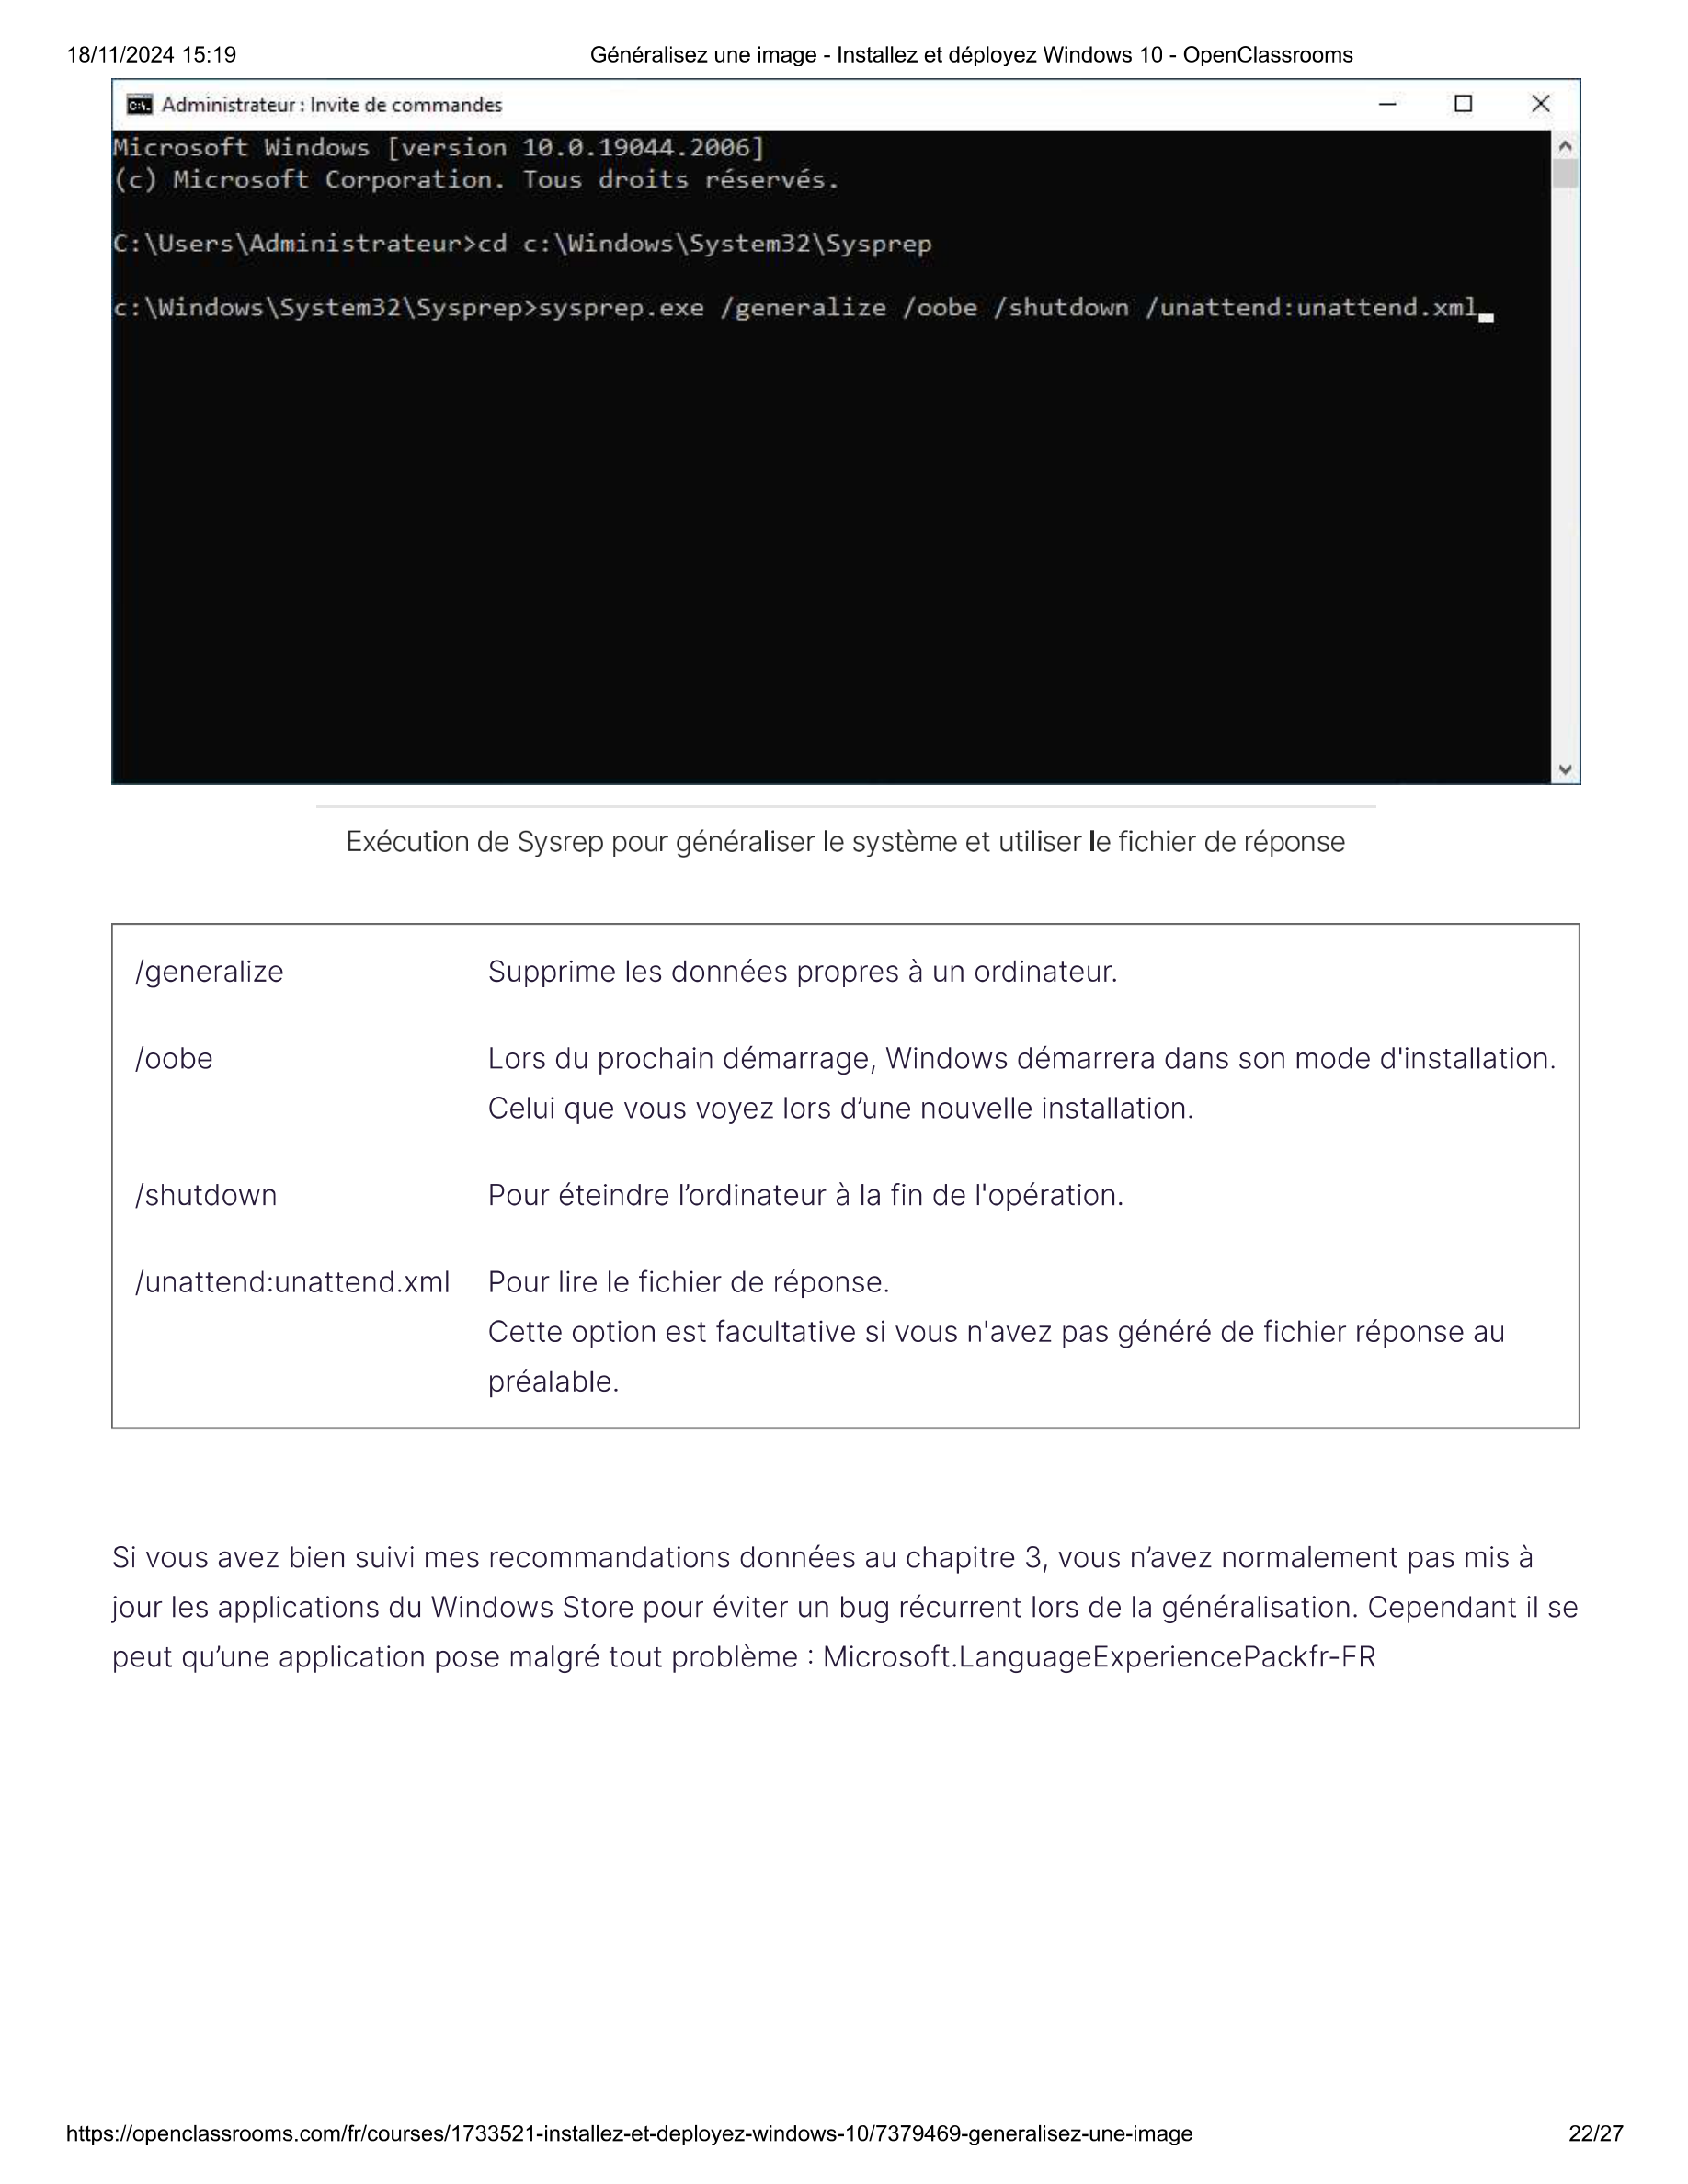 18/11/2024 15:19
Généralisez une image - Installez et déployez Windows 10 - OpenClassrooms
Administrateur : Invite de commandes
Microsoft Windows [version 10.0.19044.2006]
(c) Microsoft Corporation. Tous droits réservés.
C:\Users\Administrateur>cd c:\Windows\System32\Sysprep
c:\Windows\System32\Sysprep>sysprep.exe /generalize /oobe /shutdown /unattend:unattend.xml
Exécution de Sysrep pour généraliser le système et utiliser le fichier de réponse
/generalize Supprime les données propres à un ordinateur.
/oobe Lors du prochain démarrage, Windows démarrera dans son mode d'installation.
Celui que vous voyez lors d’une nouvelle installation.
/shutdown Pour éteindre l’ordinateur à la fin de l'opération.
/unattend:unattend.xml Pour lire le fichier de réponse.
Cette option est facultative si vous n'avez pas généré de fichier réponse au
préalable.
Si vous avez bien suivi mes recommandations données au chapitre 3, vous n’avez normalement pas mis à
jour les applications du Windows Store pour éviter un bug récurrent lors de la généralisation. Cependant il se
peut qu’une application pose malgré tout problème : Microsoft.LanguageExperiencePackfr-FR
https://openclassrooms.com/fr/courses/1733521-installez-et-deployez-windows-10/7379469-generalisez-une-image
22/27